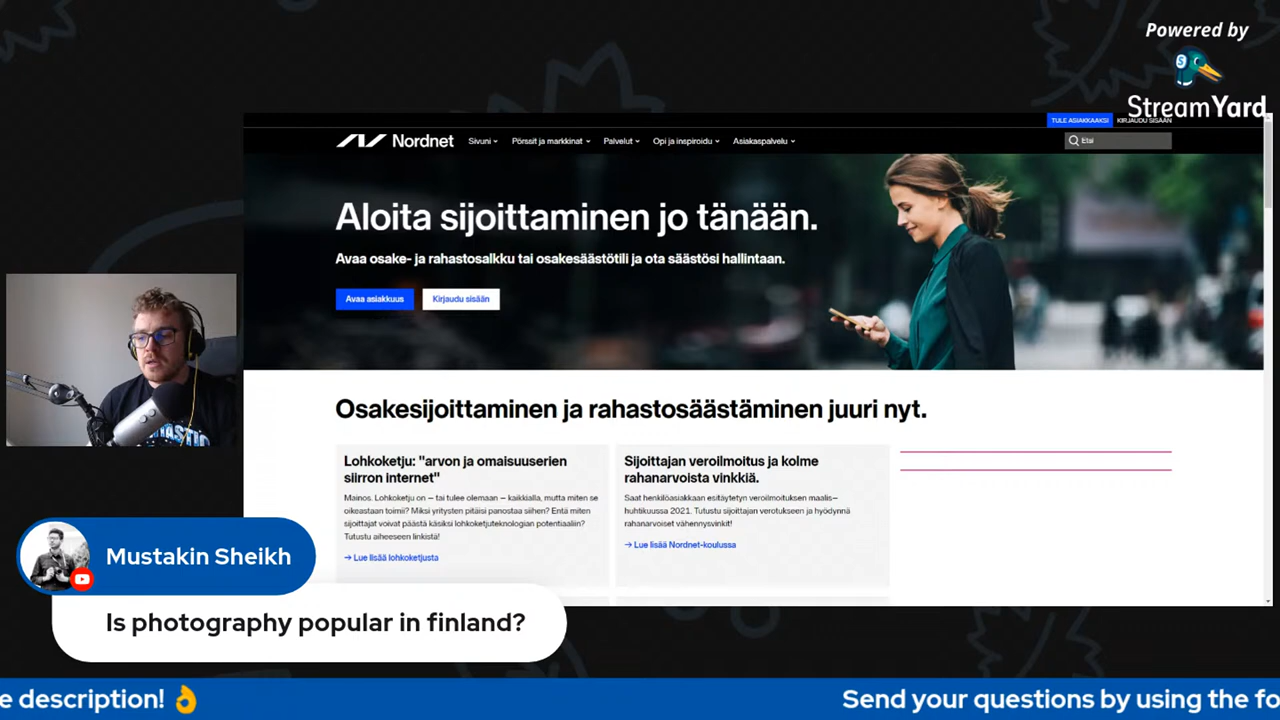 Powered by
StreamYard
TULE ASIAKKAAKSI KIRJAUDU SISÄÄN
Nordnet Sivuni Pörssit ja markkinat Palvelut Opi ja inspiroidu Asiakaspalvelu Etsi
Aloita sijoittaminen jo tänään.
Avaa osake- ja rahastosalkku tai osakesäästötili ja ota säästösi hallintaan.
Avaa asiakkuus Kirjaudu sisään
Osakesijoittaminen ja rahastosäästäminen juuri nyt.
Lohkoketju: "arvon ja omaisuuserien
siirron internet"
Mainos. Lohkoketju on – tai tulee olemaan – kaikkialla, mutta miten se
oikeastaan toimii? Miksi yritysten pitäisi panostaa siihen? Entä miten
sijoittajat voivat päästä käsiksi lohkoketjuteknologian potentiaaliin?
Tutustu aiheeseen linkistä!
→ Lue lisää lohkoketjusta
Sijoittajan veroilmoitus ja kolme
rahanarvoista vinkkiä.
Saat henkilöasiakkaan esitäytetyn veroilmoituksen maalis–
huhtikuussa 2021. Tutustu sijoittajan verotukseen ja hyödynnä
rahanarvoiset vähennysvinkit!
→ Lue lisää Nordnet-koulussa
Mustakin Sheikh
Is photography popular in finland?
e description! 👌 Send your questions by using the fo